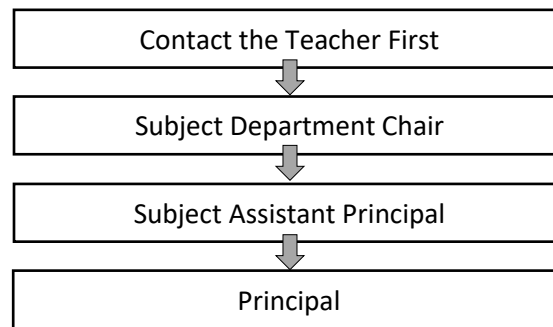 Contact the Teacher First
Subject Department Chair
Subject Assistant Principal
Principal